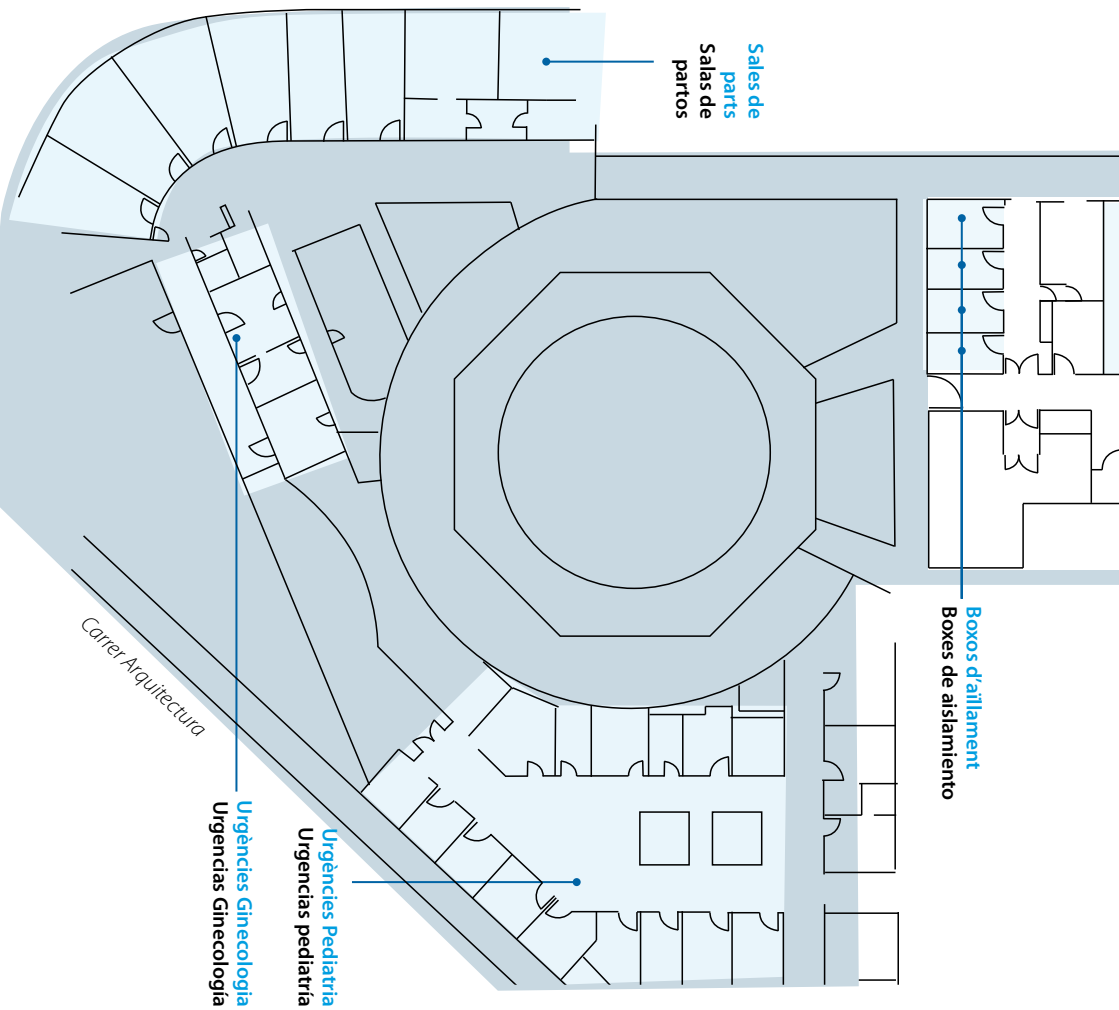 Sales de
parts
Salas de
partos
Boxos d'aïllament
Boxes de aislamiento
Carrer Arquitectura
Urgències Pediatria
Urgencias pediatría
Urgències Ginecologia
Urgencias Ginecología